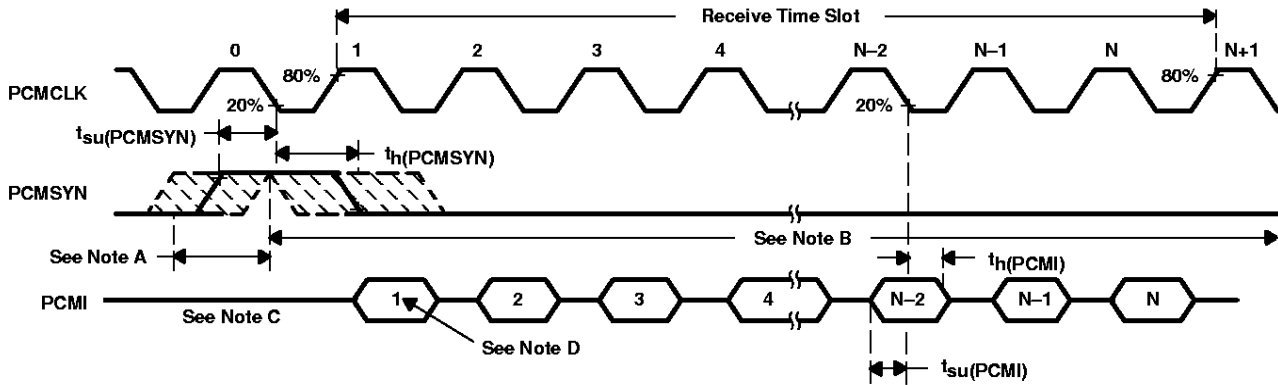 Receive Time Slot
0 1 2 3 4 N–2 N–1 N N+1
PCMCLK
80%
20%
20%
80%
tsu(PCMSYN)
th(PCMSYN)
PCMSYN
See Note A
See Note B
th(PCMI)
PCMI
1 2 3 4 N–2 N–1 N
See Note C
See Note D
tsu(PCMI)